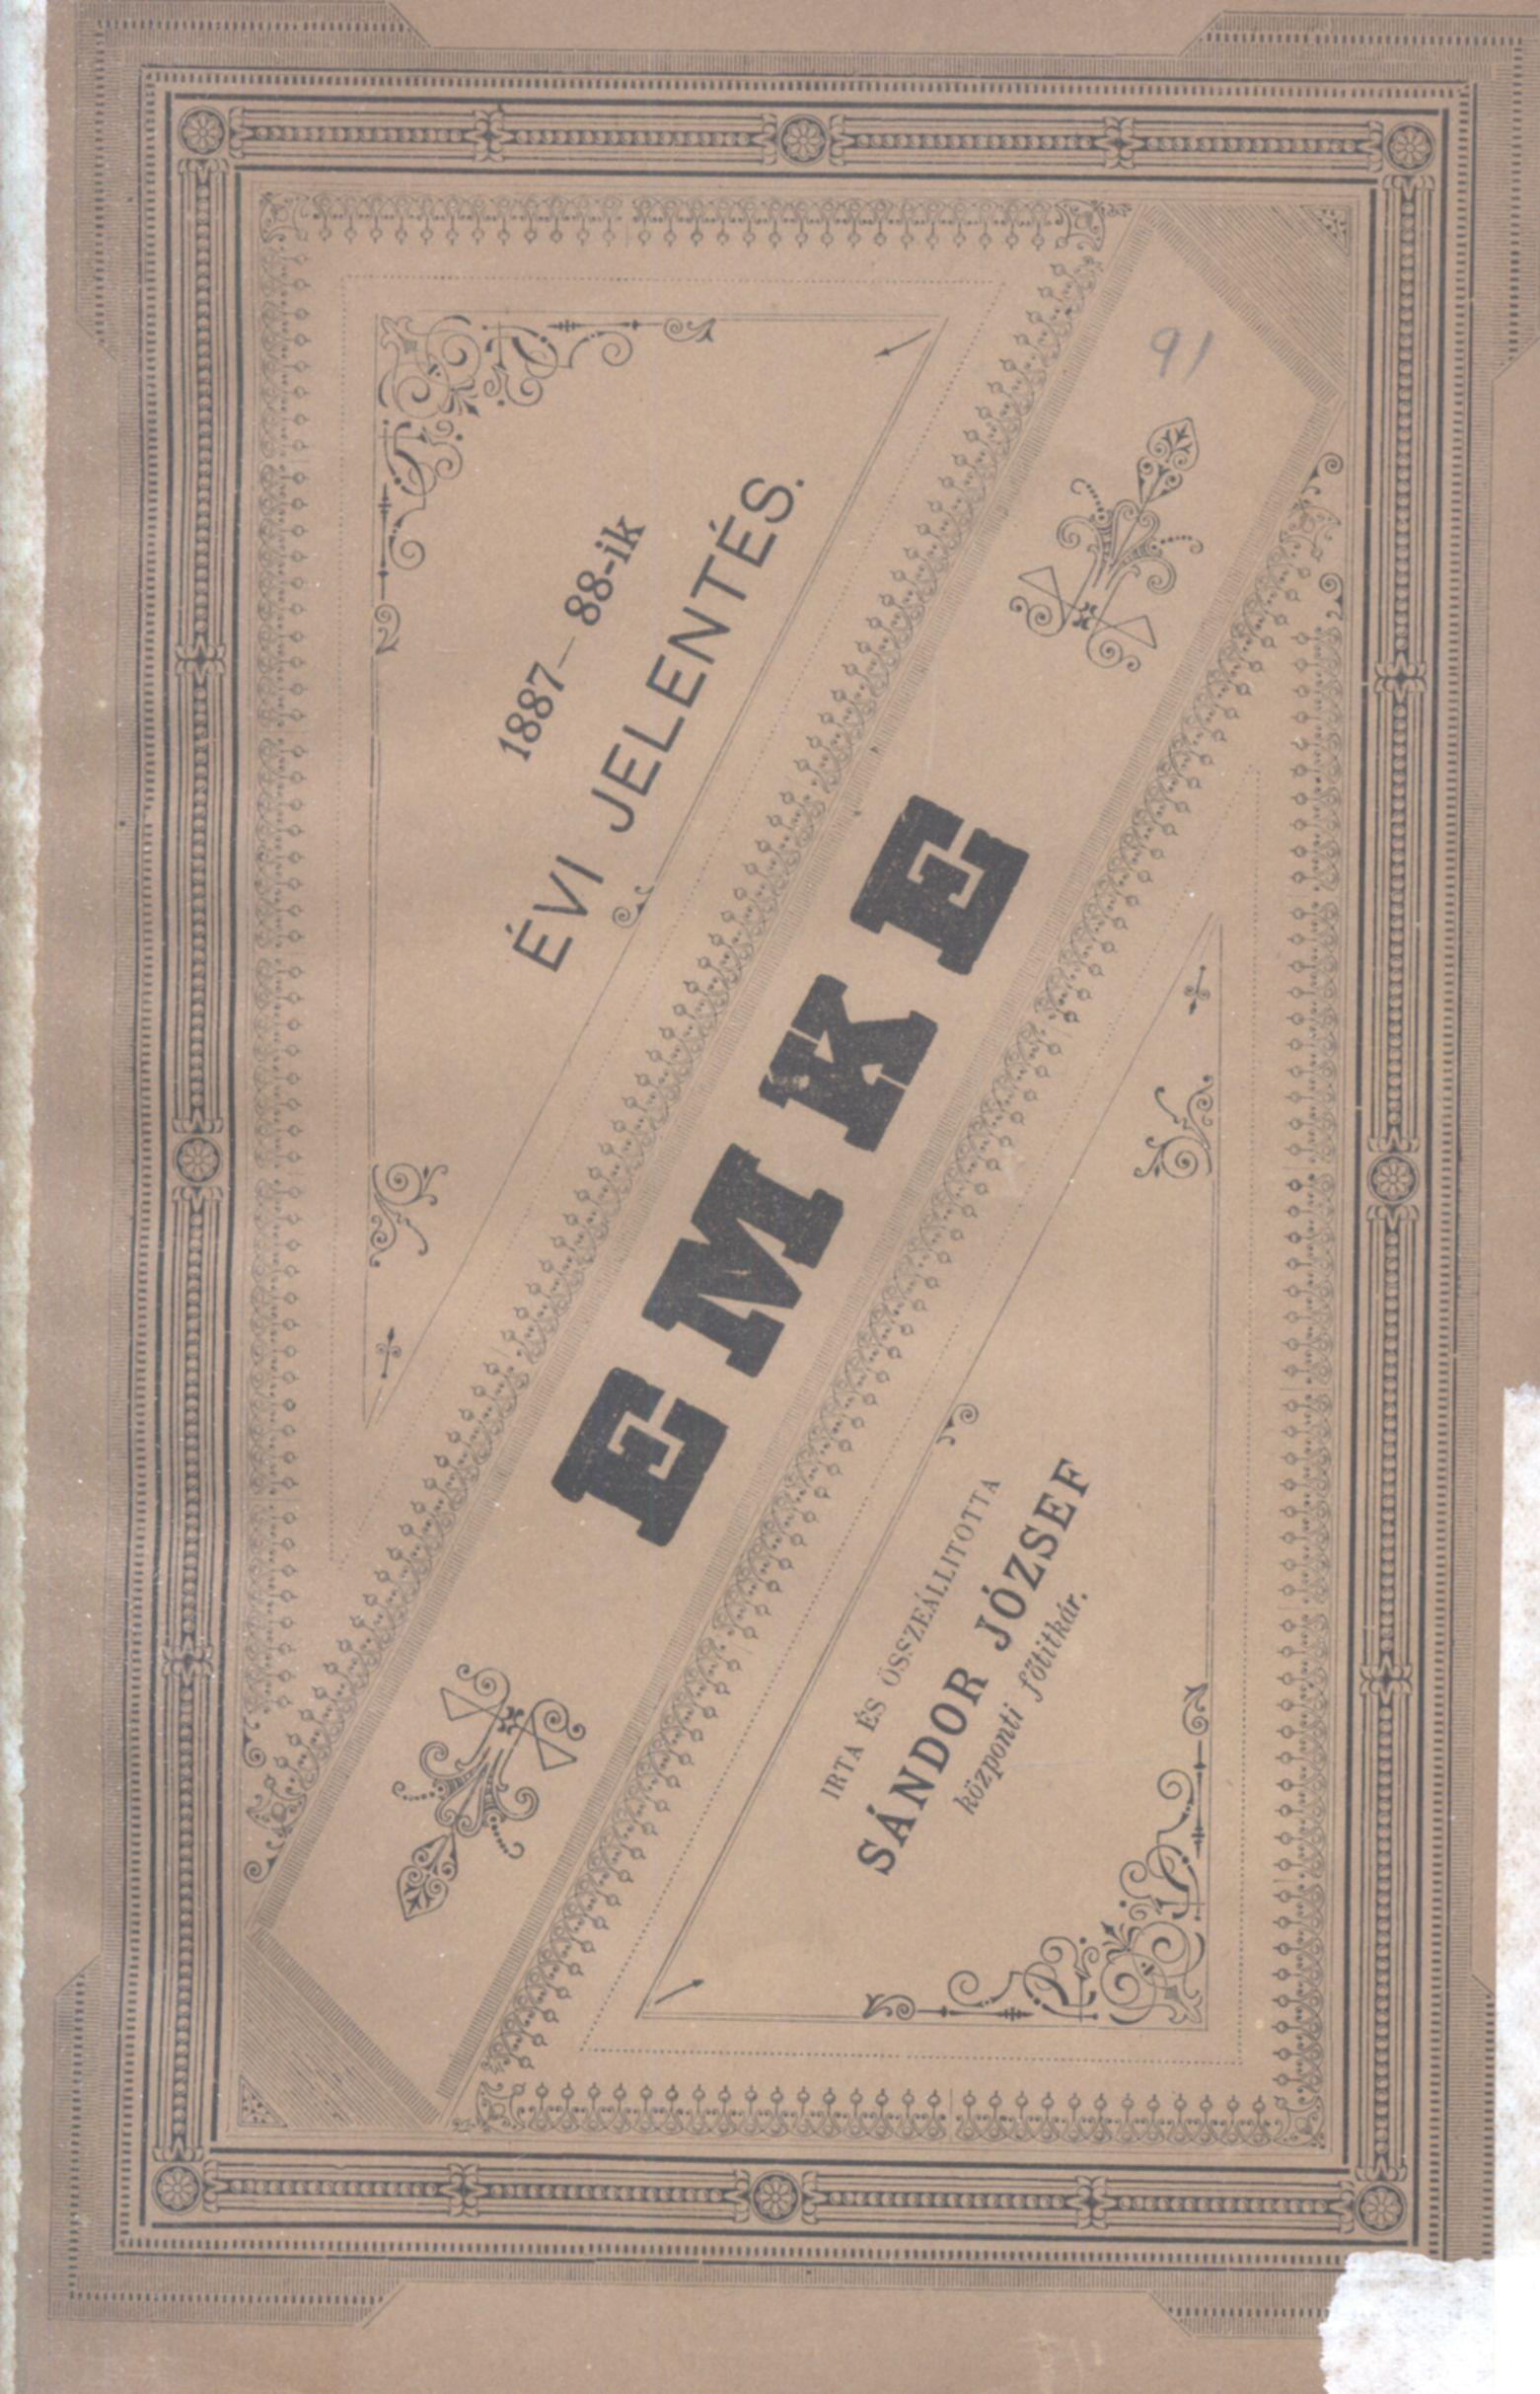 91
1887—88-ik
ÉVI JELENTÉS.
EMKE
IRTA ÉS ÖSSZEÁLLITOTTA
SÁNDOR JÓZSEF
központi főtitkár.